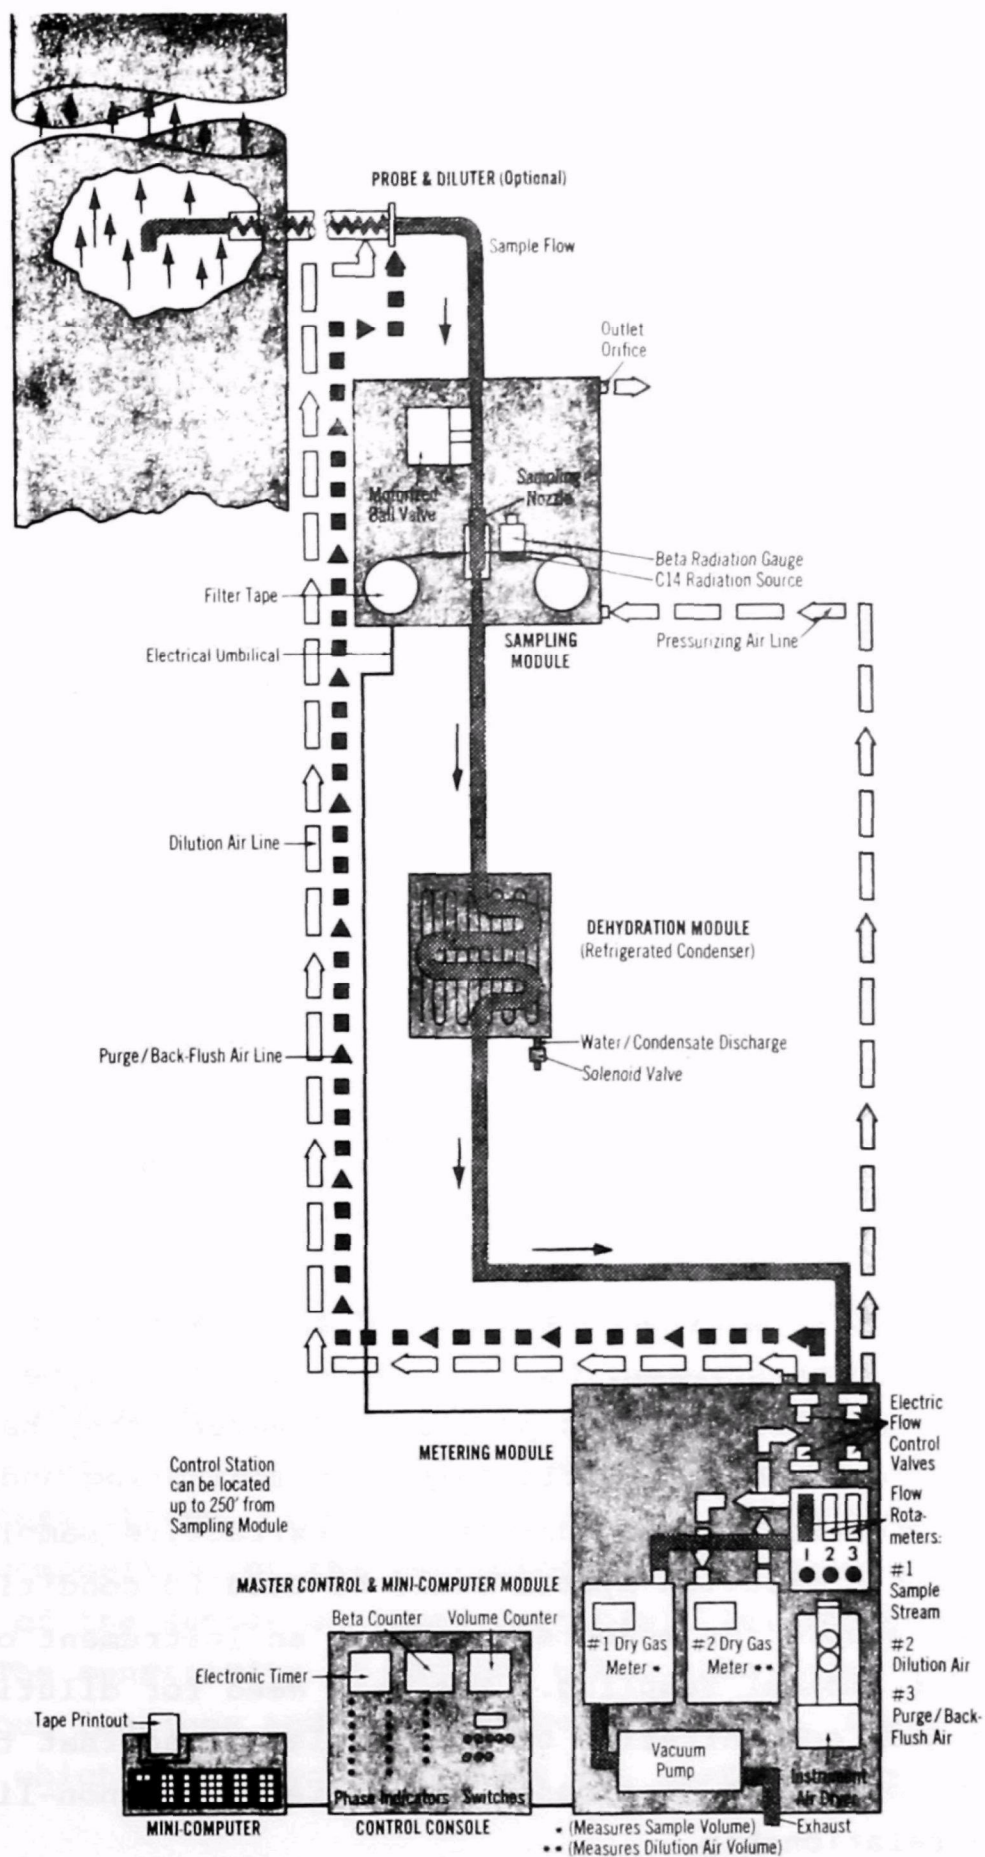 PROBE & DILUTER (Optional)
Sample Flow
Outlet
Orifice
Motorized
Ball Valve
Sampling
Nozzle
Beta Radiation Gauge
C14 Radiation Source
Filter Tape
SAMPLING
MODULE
Pressurizing Air Line
Electrical Umbilical
Dilution Air Line
DEHYDRATION MODULE
(Refrigerated Condenser)
Purge/Back-Flush Air Line
Water/Condensate Discharge
Solenoid Valve
Electric
Flow
Control
Valves
METERING MODULE
Control Station
can be located
up to 250' from
Sampling Module
Flow
Rota-
meters:
1 2 3
#1
Sample
Stream
#2
Dilution Air
#3
Purge/Back-
Flush Air
MASTER CONTROL & MINI-COMPUTER MODULE
Beta Counter
Volume Counter
Electronic Timer
#1 Dry Gas
Meter •
#2 Dry Gas
Meter ••
Tape Printout
Vacuum
Pump
Instrument
Air Dryer
Phase Indicators
Switches
Exhaust
MINI-COMPUTER
CONTROL CONSOLE
• (Measures Sample Volume)
•• (Measures Dilution Air Volume)